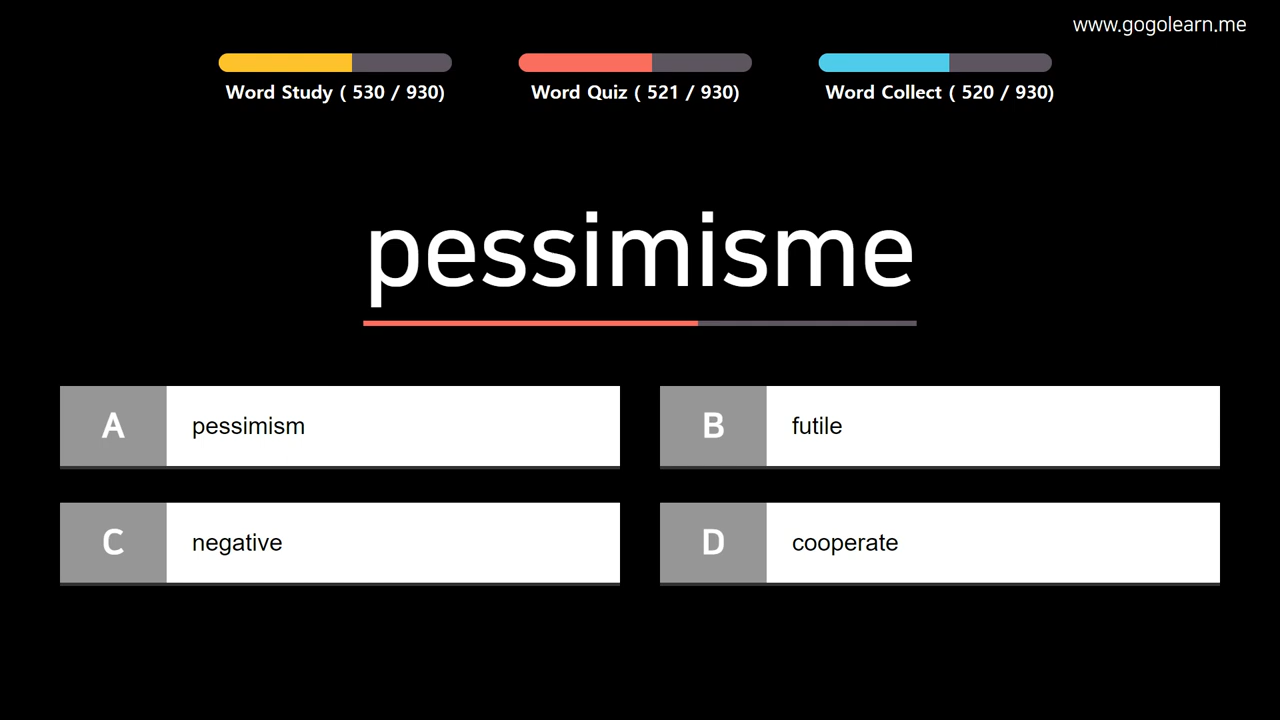 www.gogolearn.me
Word Study ( 530 / 930)
Word Quiz ( 521 / 930)
Word Collect ( 520 / 930)
pessimisme
A pessimism
B futile
C negative
D cooperate